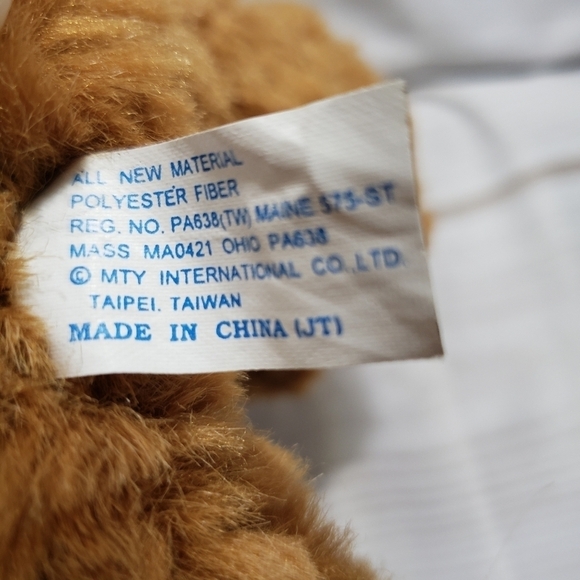 ALL NEW MATERIAL
POLYESTER FIBER
REG. NO. PA638(TW) MAINE 375-ST
MASS MA0421 OHIO PA638
© MTY INTERNATIONAL CO.,LTD.
TAIPEI. TAIWAN
MADE IN CHINA (JT)